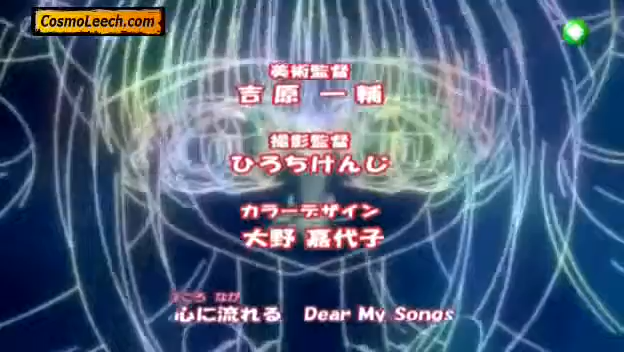 CosmoLeech.com
美術監督
吉原 一輔
撮影監督
ひろちけんじ
カラーデザイン
大野 嘉代子
こころ なが
心に流れる Dear My Songs